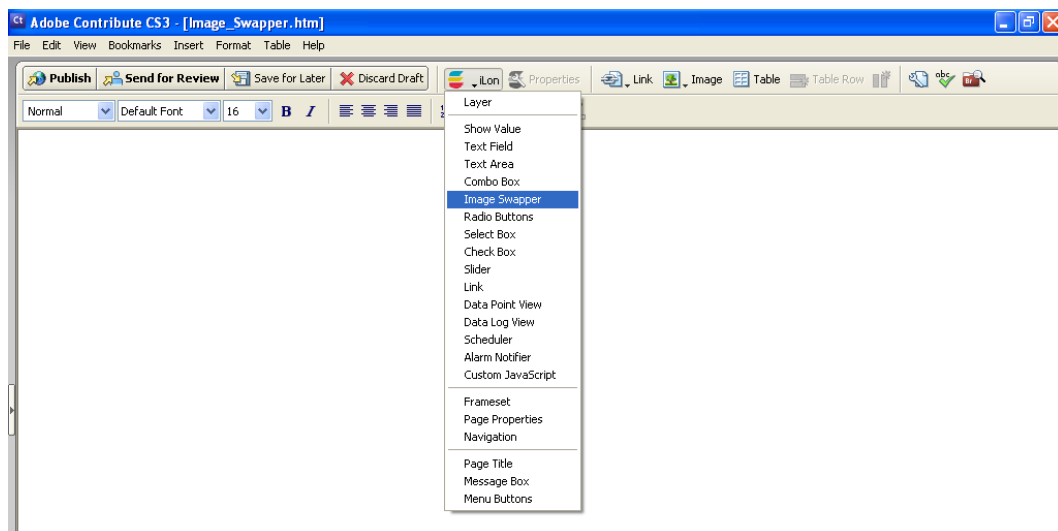 Ct Adobe Contribute CS3 - [Image_Swapper.htm]
File Edit View Bookmarks Insert Format Table Help
Publish Send for Review Save for Later Discard Draft iLon Properties Link Image Table Table Row abc
Normal Default Font 16 B I
Layer
Show Value
Text Field
Text Area
Combo Box
Image Swapper
Radio Buttons
Select Box
Check Box
Slider
Link
Data Point View
Data Log View
Scheduler
Alarm Notifier
Custom JavaScript
Frameset
Page Properties
Navigation
Page Title
Message Box
Menu Buttons